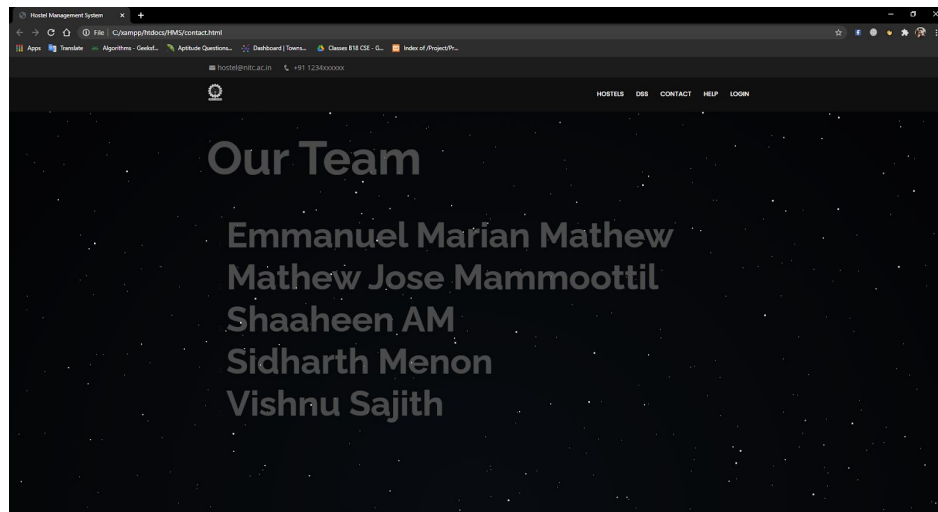 Hostel Management System
File | C:/xampp/htdocs/HMS/contact.html
Apps Translate Algorithms - Geeksf... Aptitude Questions... Dashboard | Towns... Classes B18 CSE - G... Index of /Project/Pr...
hostel@nitc.ac.in +91 1234xxxxxx
HOSTELS DSS CONTACT HELP LOGIN
Our Team
Emmanuel Marian Mathew
Mathew Jose Mammoottil
Shaaheen AM
Sidharth Menon
Vishnu Sajith